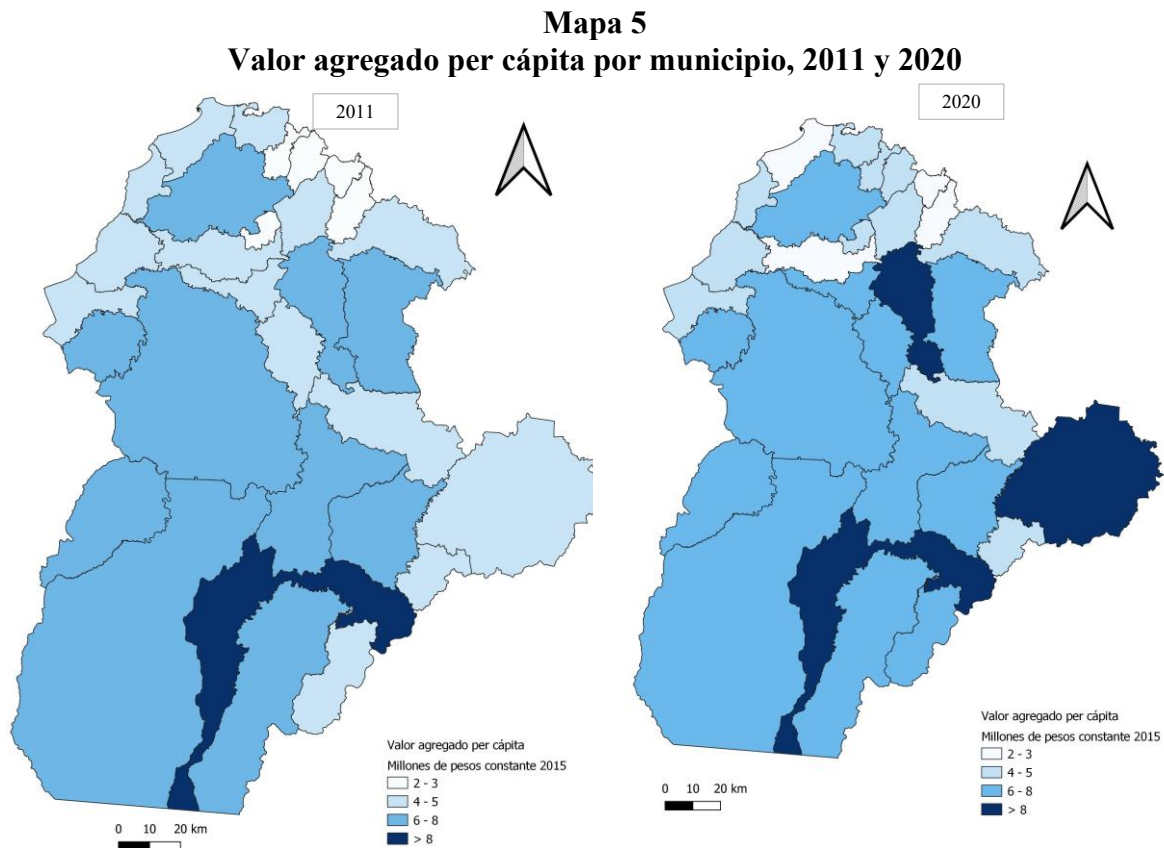 Mapa 5
Valor agregado per cápita por municipio, 2011 y 2020
2011
Valor agregado per cápita
Millones de pesos constante 2015
2 - 3
4 - 5
6 - 8
> 8
0 10 20 km
2020
Valor agregado per cápita
Millones de pesos constante 2015
2 - 3
4 - 5
6 - 8
> 8
0 10 20 km